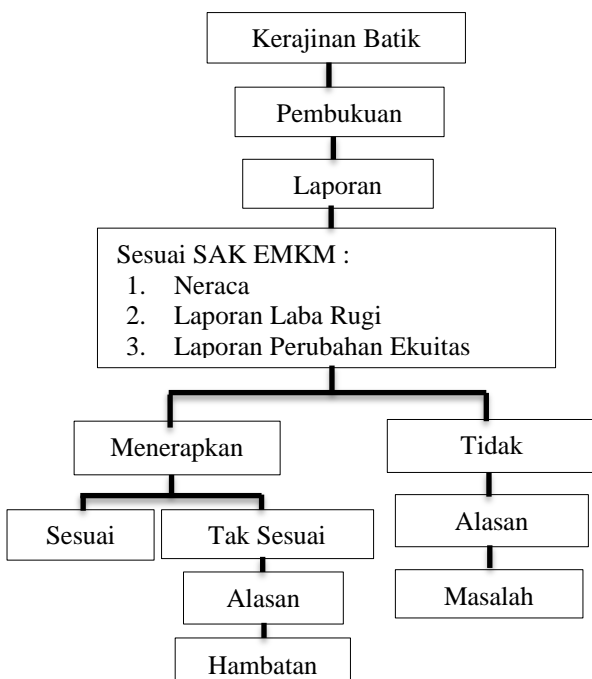 Kerajinan Batik
Pembukuan
Laporan
Sesuai SAK EMKM :
1. Neraca
2. Laporan Laba Rugi
3. Laporan Perubahan Ekuitas
Menerapkan
Tidak
Sesuai
Tak Sesuai
Alasan
Alasan
Masalah
Hambatan